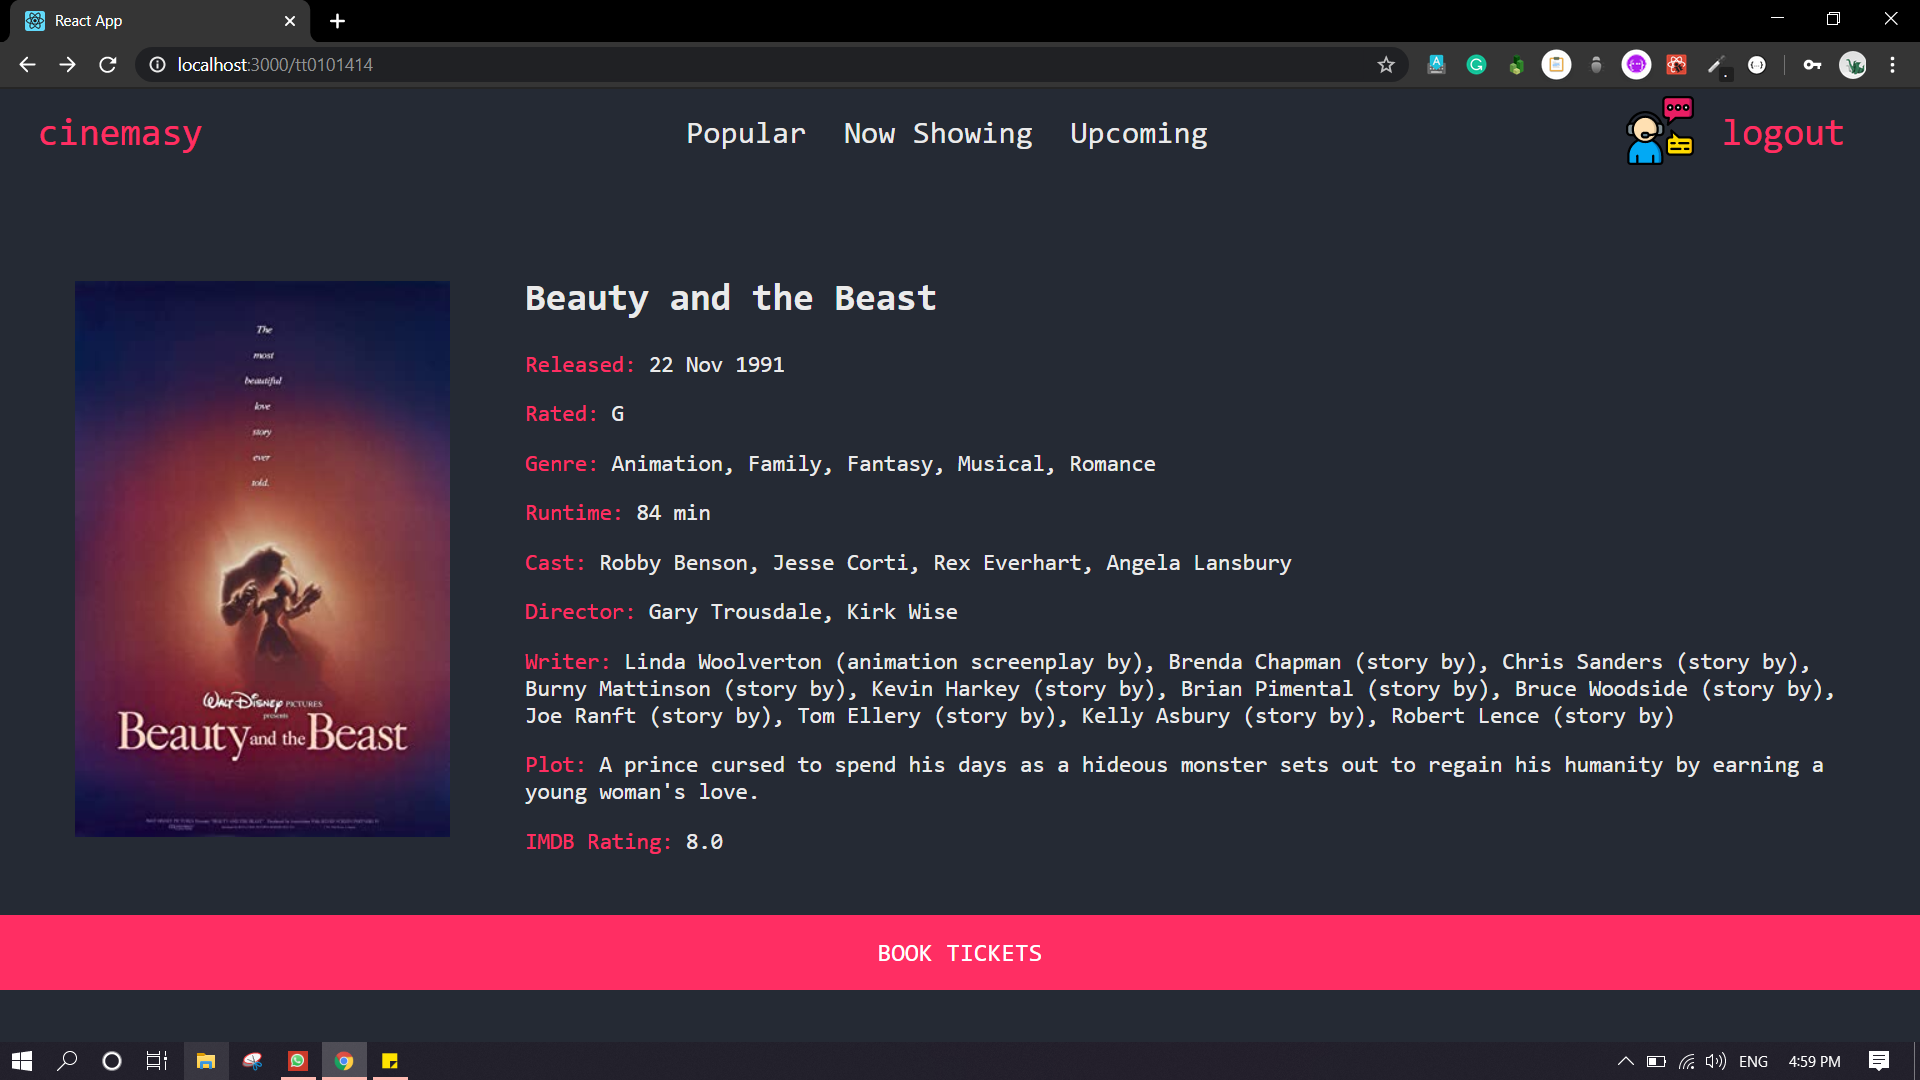 React App
localhost:3000/tt0101414
cinemasy
Popular Now Showing Upcoming
logout
The
most
beautiful
love
story
ever
told.
WALT DISNEY PICTURES
presents
Beauty and the Beast
Beauty and the Beast
Released: 22 Nov 1991
Rated: G
Genre: Animation, Family, Fantasy, Musical, Romance
Runtime: 84 min
Cast: Robby Benson, Jesse Corti, Rex Everhart, Angela Lansbury
Director: Gary Trousdale, Kirk Wise
Writer: Linda Woolverton (animation screenplay by), Brenda Chapman (story by), Chris Sanders (story by),
Burny Mattinson (story by), Kevin Harkey (story by), Brian Pimental (story by), Bruce Woodside (story by),
Joe Ranft (story by), Tom Ellery (story by), Kelly Asbury (story by), Robert Lence (story by)
Plot: A prince cursed to spend his days as a hideous monster sets out to regain his humanity by earning a
young woman's love.
IMDB Rating: 8.0
BOOK TICKETS
ENG 4:59 PM